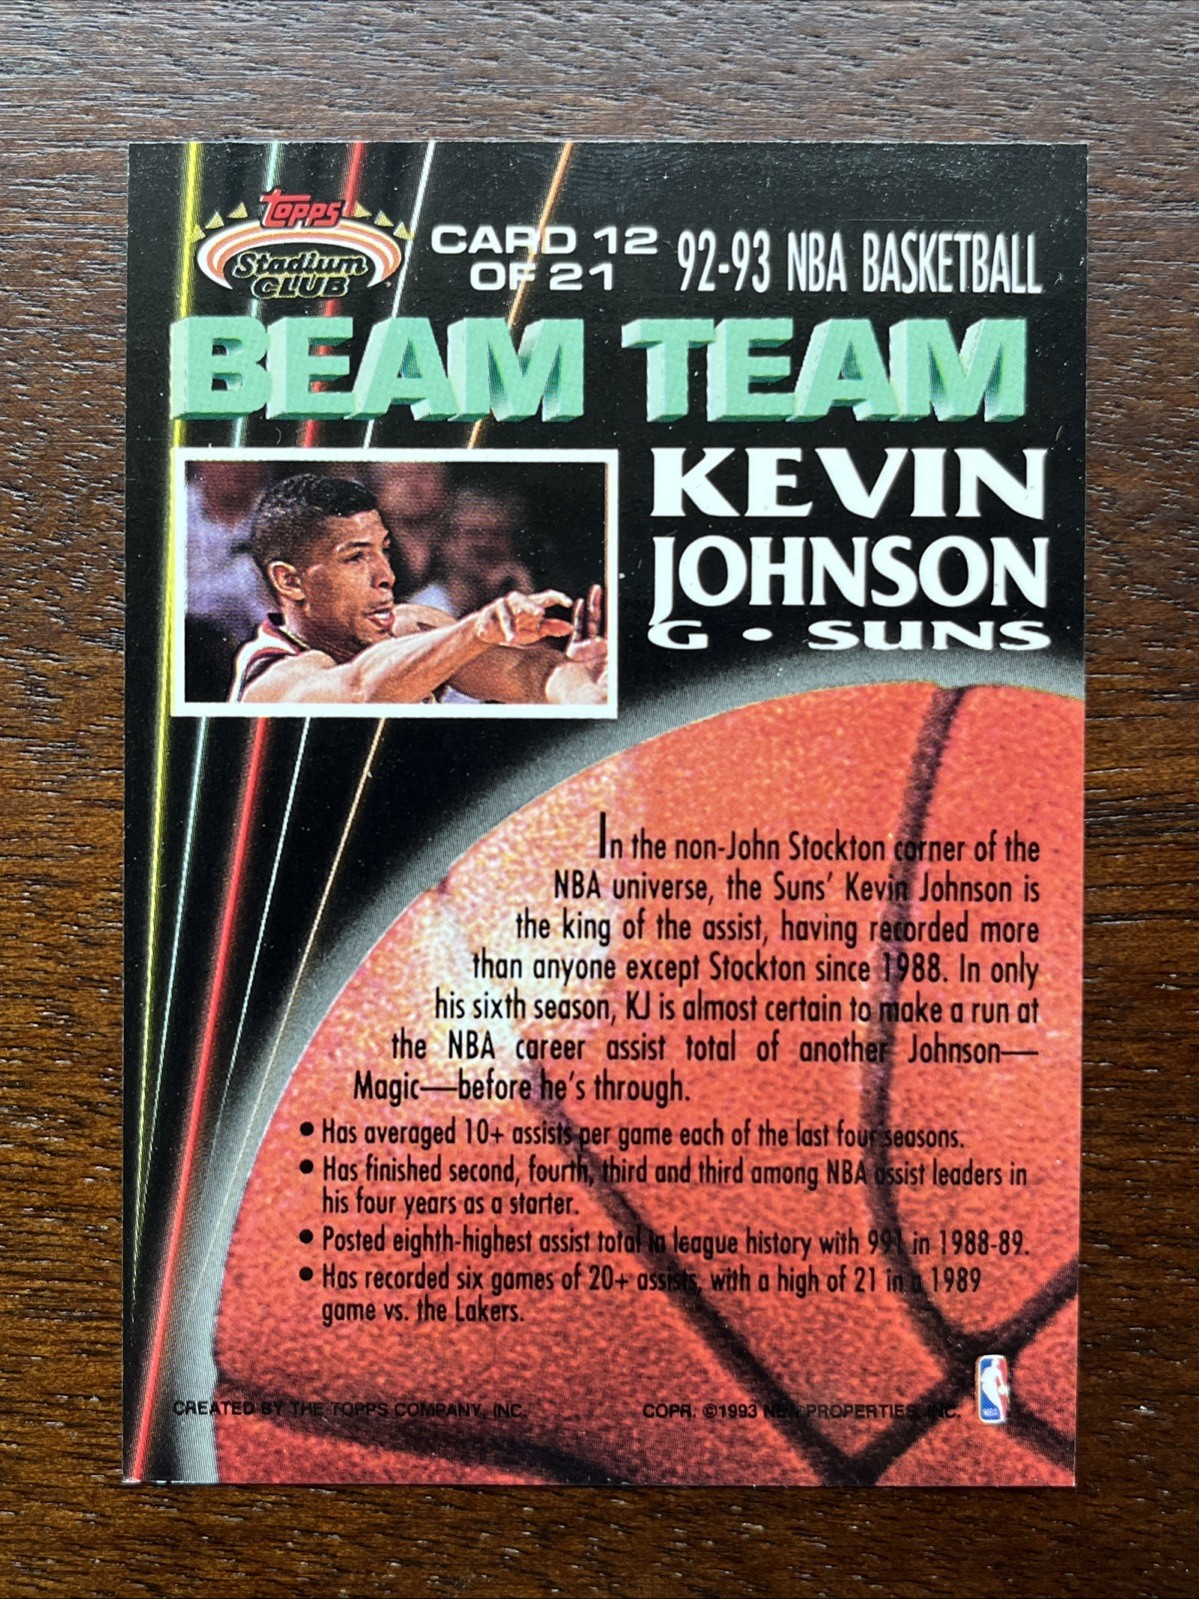 TOPPS
Stadium
CLUB
CARD 12
OF 21
92-93 NBA BASKETBALL
BEAM TEAM
KEVIN
JOHNSON
G • SUNS
In the non-John Stockton corner of the
NBA universe, the Suns' Kevin Johnson is
the king of the assist, having recorded more
than anyone except Stockton since 1988. In only
his sixth season, KJ is almost certain to make a run at
the NBA career assist total of another Johnson—
Magic—before he's through.
• Has averaged 10+ assists per game each of the last four seasons.
• Has finished second, fourth, third and third among NBA assist leaders in
his four years as a starter.
• Posted eighth-highest assist total in league history with 991 in 1988-89.
• Has recorded six games of 20+ assists, with a high of 21 in a 1989
game vs. the Lakers.
CREATED BY THE TOPPS COMPANY, INC.
COPR. ©1993 NBA PROPERTIES, INC.